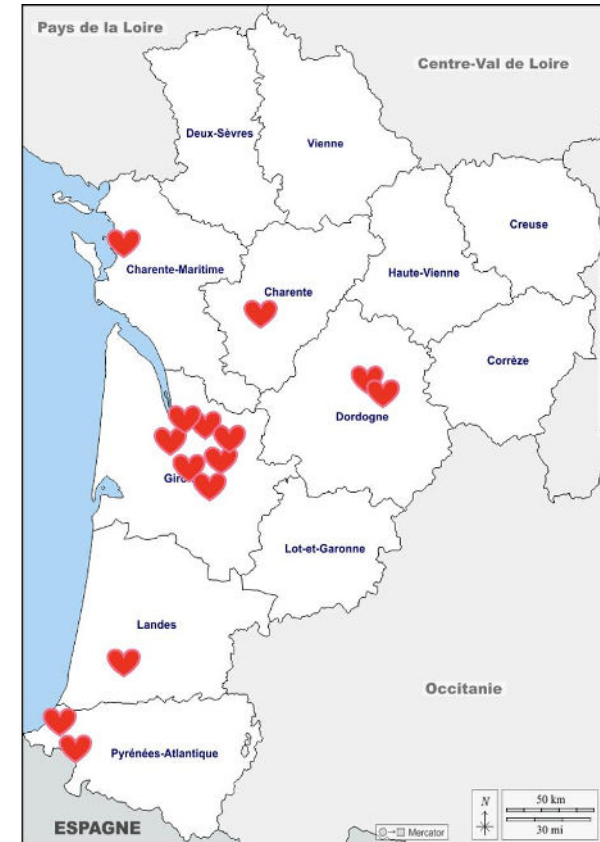 Pays de la Loire
Centre-Val de Loire
Deux-Sèvres
Vienne
Creuse
Charente-Maritime
Haute-Vienne
Charente
Corrèze
Dordogne
Giro
Lot-et-Garonne
Landes
Occitanie
Pyrénées-Atlantique
ESPAGNE
Mercator
N
50 km
30 mi